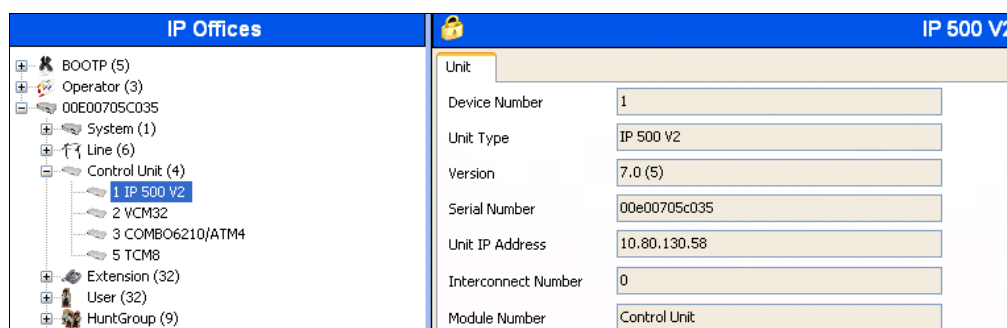 IP Offices
BOOTP (5)
Operator (3)
00E00705C035
System (1)
Line (6)
Control Unit (4)
1 IP 500 V2
2 VCM32
3 COMBO6210/ATM4
5 TCM8
Extension (32)
User (32)
HuntGroup (9)
IP 500 V2
Unit
Device Number 1
Unit Type IP 500 V2
Version 7.0 (5)
Serial Number 00e00705c035
Unit IP Address 10.80.130.58
Interconnect Number 0
Module Number Control Unit